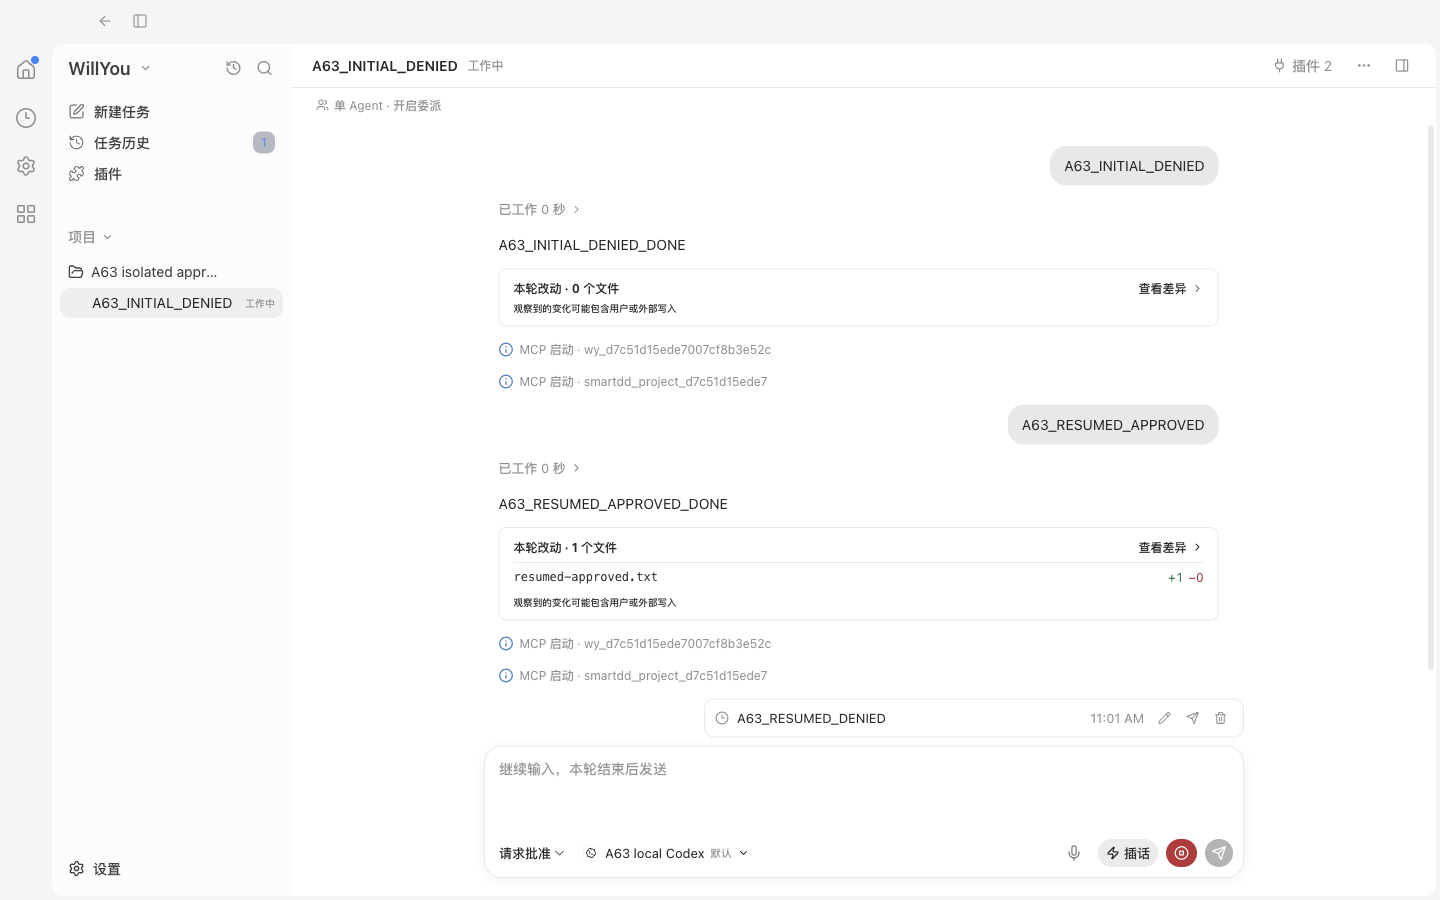 WillYou
新建任务
任务历史 1
插件
项目
A63 isolated appr...
A63_INITIAL_DENIED 工作中
设置
A63_INITIAL_DENIED 工作中
插件 2
单 Agent · 开启委派
A63_INITIAL_DENIED
已工作 0 秒
A63_INITIAL_DENIED_DONE
本轮改动 · 0 个文件 查看差异
观察到的变化可能包含用户或外部写入
MCP 启动 · wy_d7c51d15ede7007cf8b3e52c
MCP 启动 · smartdd_project_d7c51d15ede7
A63_RESUMED_APPROVED
已工作 0 秒
A63_RESUMED_APPROVED_DONE
本轮改动 · 1 个文件 查看差异
resumed-approved.txt +1 −0
观察到的变化可能包含用户或外部写入
MCP 启动 · wy_d7c51d15ede7007cf8b3e52c
MCP 启动 · smartdd_project_d7c51d15ede7
A63_RESUMED_DENIED 11:01 AM
继续输入，本轮结束后发送
请求批准 A63 local Codex 默认 插话